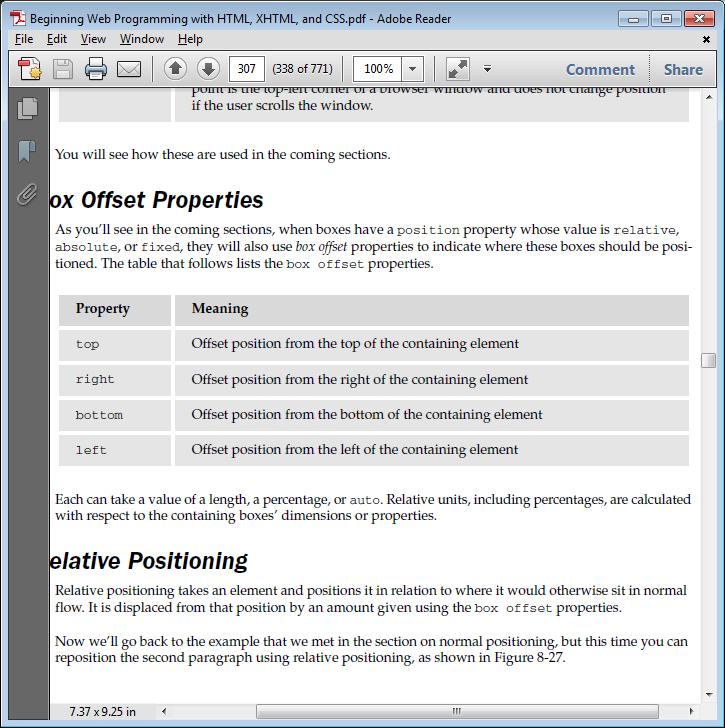 Beginning Web Programming with HTML, XHTML, and CSS.pdf - Adobe Reader
File Edit View Window Help
307 (338 of 771) 100% Comment Share
point is the top-left corner of a browser window and does not change position
if the user scrolls the window.
You will see how these are used in the coming sections.
ox Offset Properties
As you'll see in the coming sections, when boxes have a position property whose value is relative,
absolute, or fixed, they will also use box offset properties to indicate where these boxes should be posi-
tioned. The table that follows lists the box offset properties.
Property Meaning
top Offset position from the top of the containing element
right Offset position from the right of the containing element
bottom Offset position from the bottom of the containing element
left Offset position from the left of the containing element
Each can take a value of a length, a percentage, or auto. Relative units, including percentages, are calculated
with respect to the containing boxes' dimensions or properties.
elative Positioning
Relative positioning takes an element and positions it in relation to where it would otherwise sit in normal
flow. It is displaced from that position by an amount given using the box offset properties.
Now we'll go back to the example that we met in the section on normal positioning, but this time you can
reposition the second paragraph using relative positioning, as shown in Figure 8-27.
7.37 x 9.25 in